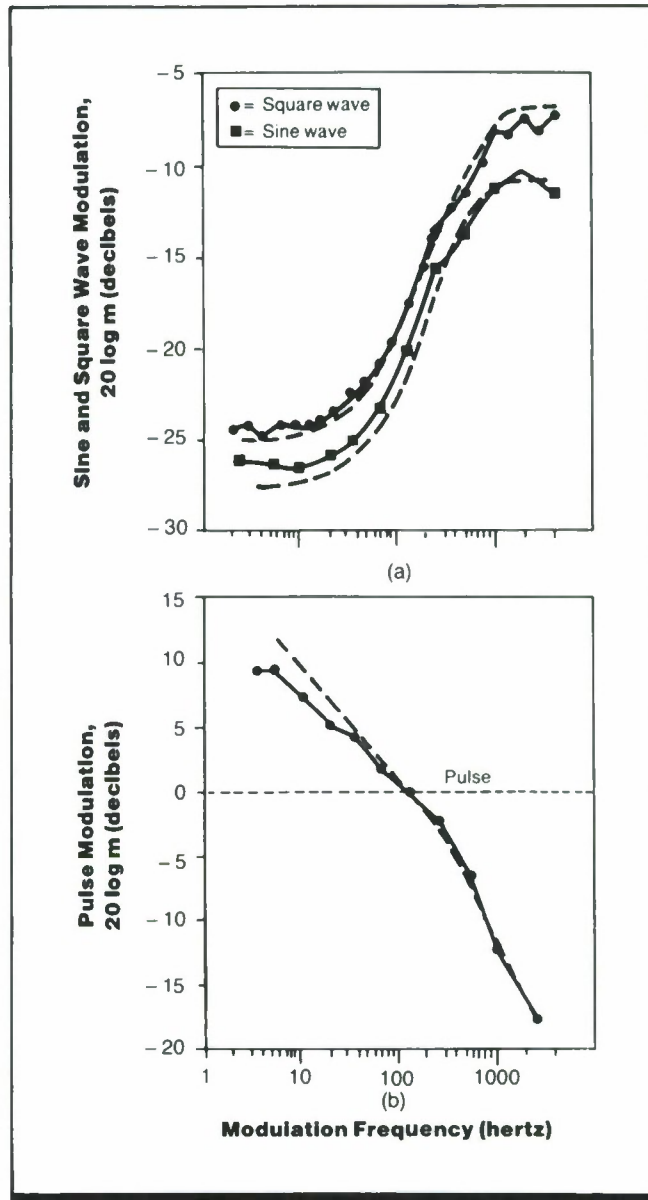 Sine and Square Wave Modulation,
20 log m (decibels)
-5
-10
-15
-20
-25
-30
●= Square wave
■= Sine wave
(a)
Pulse Modulation,
20 log m (decibels)
15
10
5
0
-5
-10
-15
-20
Pulse
1
10
100
1000
(b)
Modulation Frequency (hertz)